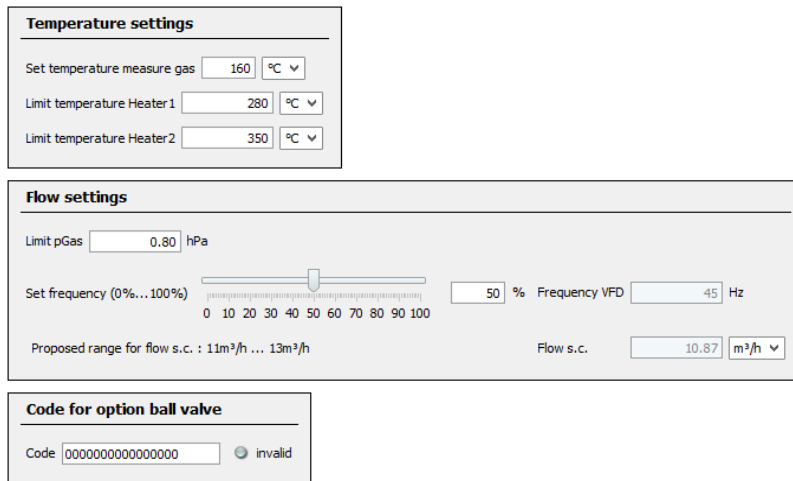 Temperature settings
Set temperature measure gas 160 °C
Limit temperature Heater1 280 °C
Limit temperature Heater2 350 °C
Flow settings
Limit pGas 0.80 hPa
Set frequency (0%...100%) 50 % Frequency VFD 45 Hz
0 10 20 30 40 50 60 70 80 90 100
Proposed range for flow s.c. : 11m³/h ... 13m³/h Flow s.c. 10.87 m³/h
Code for option ball valve
Code 0000000000000000 invalid